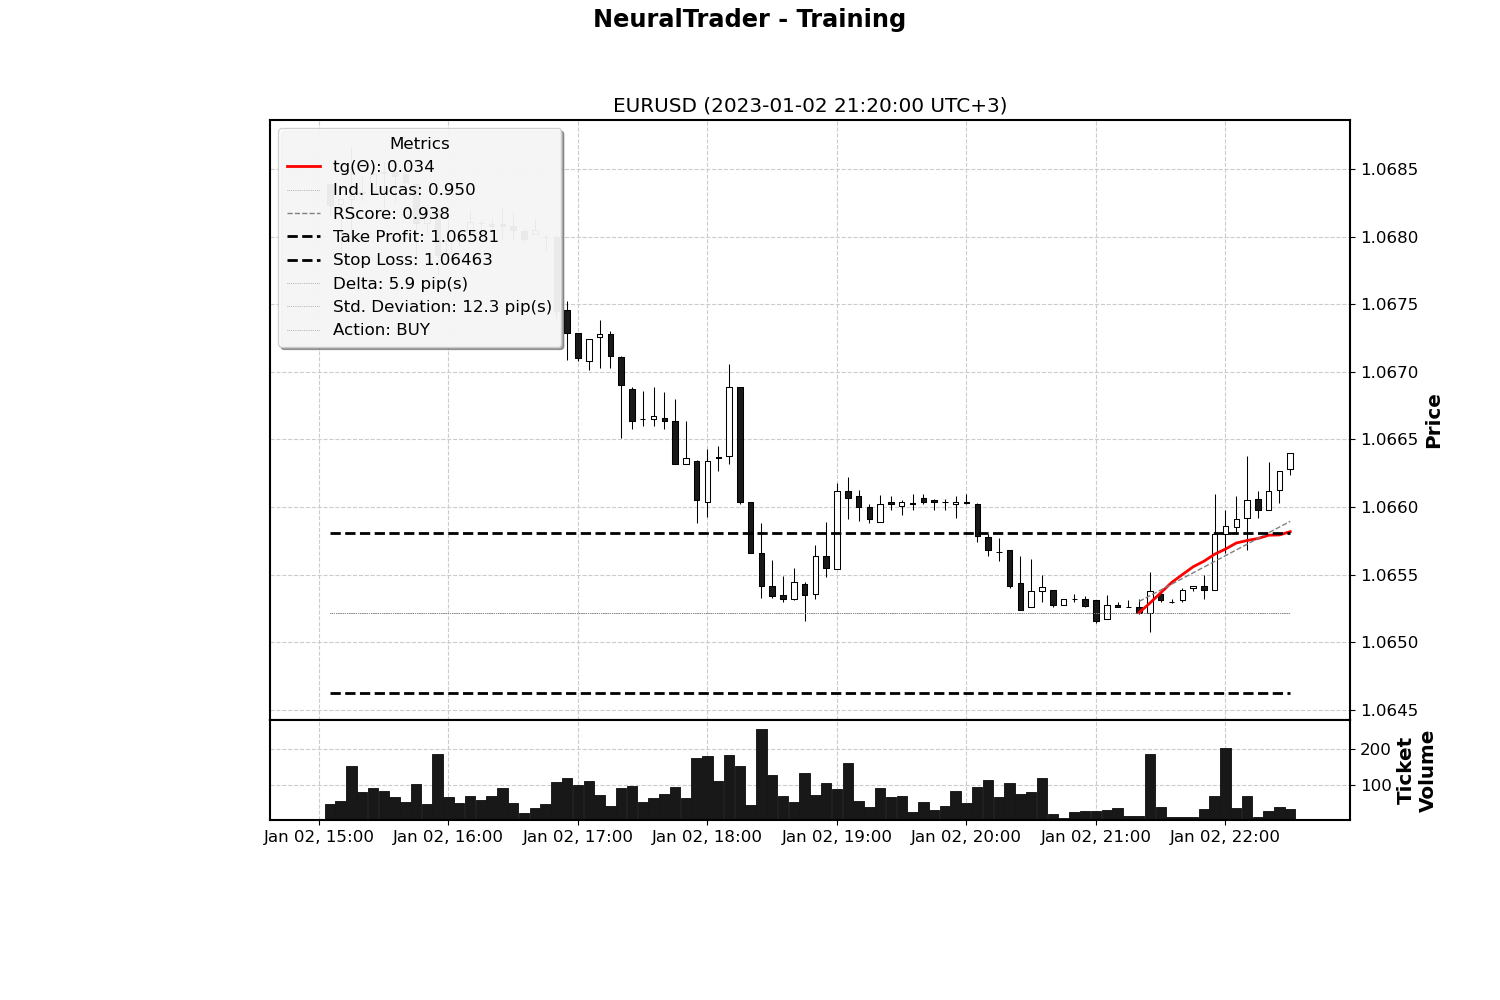 NeuralTrader - Training
EURUSD (2023-01-02 21:20:00 UTC+3)
Metrics
tg(Θ): 0.034
Ind. Lucas: 0.950
RScore: 0.938
Take Profit: 1.06581
Stop Loss: 1.06463
Delta: 5.9 pip(s)
Std. Deviation: 12.3 pip(s)
Action: BUY
1.0685
1.0680
1.0675
1.0670
1.0665
1.0660
1.0655
1.0650
1.0645
Price
200
100
Ticket
Volume
Jan 02, 15:00
Jan 02, 16:00
Jan 02, 17:00
Jan 02, 18:00
Jan 02, 19:00
Jan 02, 20:00
Jan 02, 21:00
Jan 02, 22:00